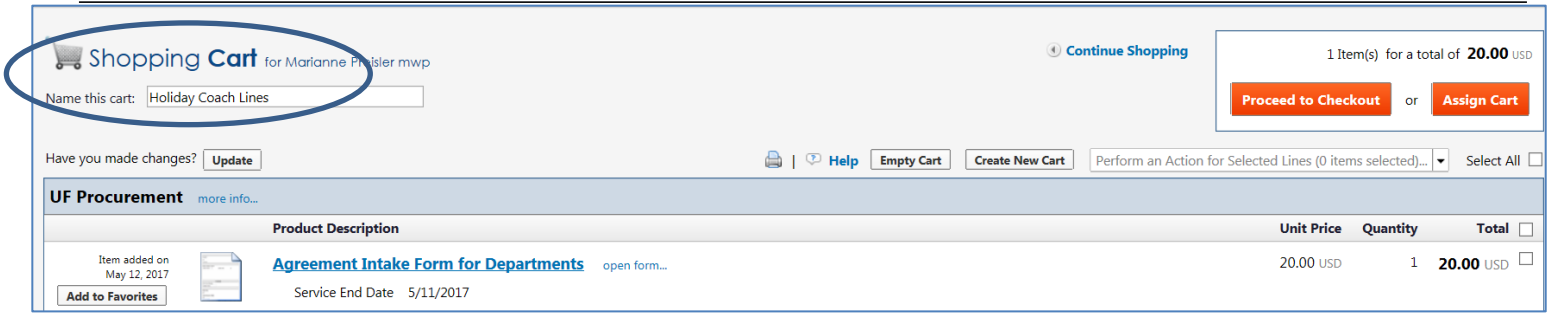 Shopping Cart for Marianne Preisler mwp
Continue Shopping
1 Item(s) for a total of 20.00 USD
Name this cart: Holiday Coach Lines
Proceed to Checkout or Assign Cart
Have you made changes? Update
| Help Empty Cart Create New Cart Perform an Action for Selected Lines (0 items selected)... Select All
UF Procurement more info...
Product Description Unit Price Quantity Total
Item added on
May 12, 2017
Add to Favorites
Agreement Intake Form for Departments open form... 20.00 USD 1 20.00 USD
Service End Date 5/11/2017